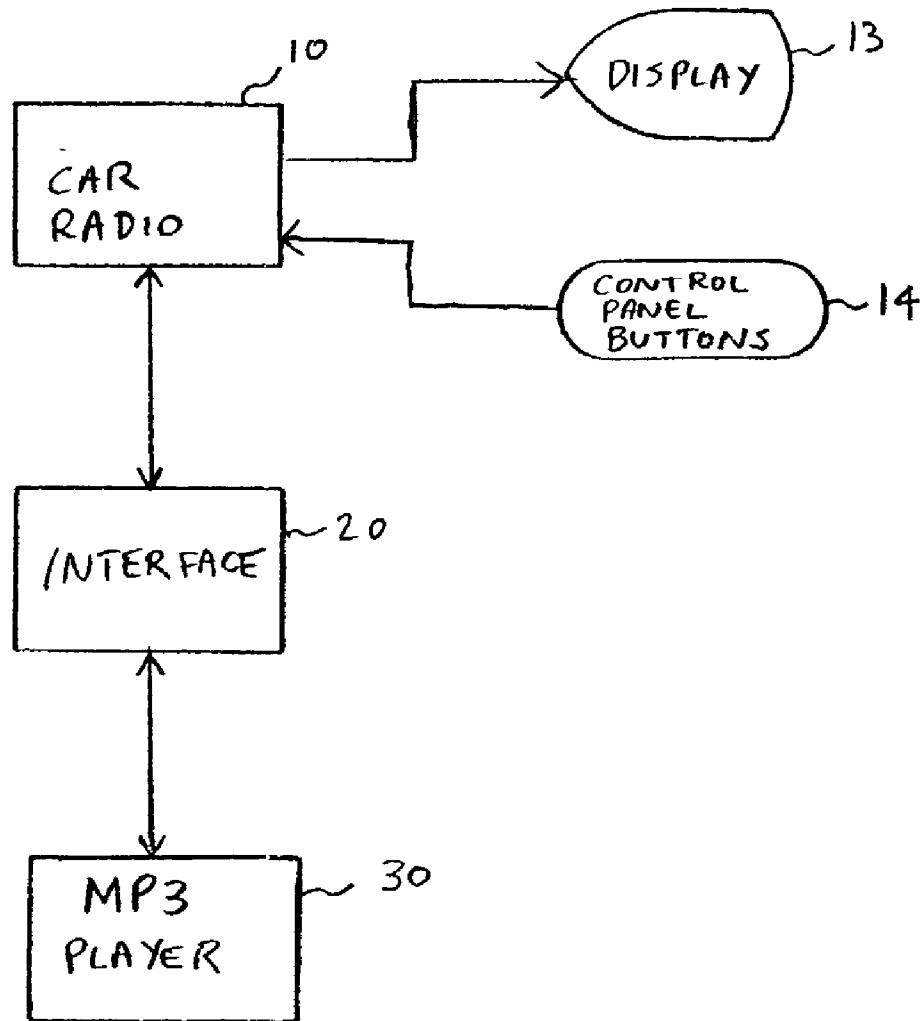 10
CAR
RADIO
DISPLAY
13
CONTROL
PANEL
BUTTONS
14
INTERFACE
20
MP3
PLAYER
30